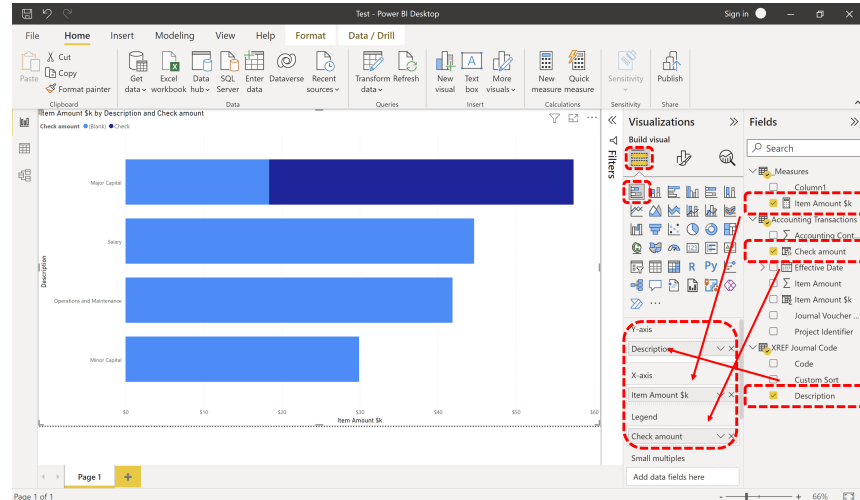 Test - Power BI Desktop
Sign in
File Home Insert Modeling View Help Format Data / Drill
Paste
Cut
Copy
Format painter
Get data
Excel workbook
Data hub
SQL Server
Enter data
Dataverse
Recent sources
Transform data
Refresh
New visual
Text box
More visuals
New measure
Quick measure
Sensitivity
Publish
Clipboard
Data
Queries
Insert
Calculations
Sensitivity
Share
Item Amount $k by Description and Check amount
Check amount (Blank) Check
Description
Major Capital
Salary
Operations and Maintenance
Minor Capital
$0 $10 $20 $30 $40 $50 $60
Item Amount $k
Filters
Visualizations
Build visual
R Py
Y-axis
Description
X-axis
Item Amount $k
Legend
Check amount
Small multiples
Add data fields here
Fields
Search
_Measures
Column1
Item Amount $k
Accounting Transactions
Accounting Cont...
Check amount
Effective Date
Item Amount
Item Amount $k
Journal Voucher ...
Project Identifier
XREF Journal Code
Code
Custom Sort
Description
Page 1
Page 1 of 1
66%